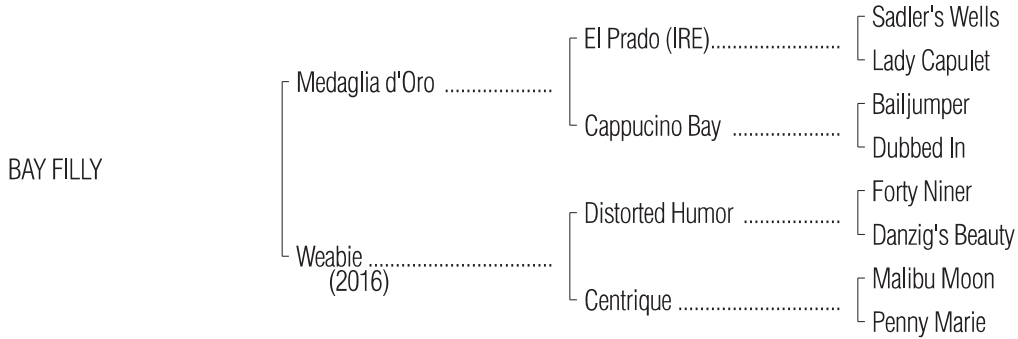 Sadler's Wells
El Prado (IRE)........................
Lady Capulet
Medaglia d'Oro ....................
Bailjumper
Cappucino Bay ....................
Dubbed In
BAY FILLY
Forty Niner
Distorted Humor ..................
Danzig's Beauty
Weabie ..................................
(2016)
Malibu Moon
Centrique ..............................
Penny Marie